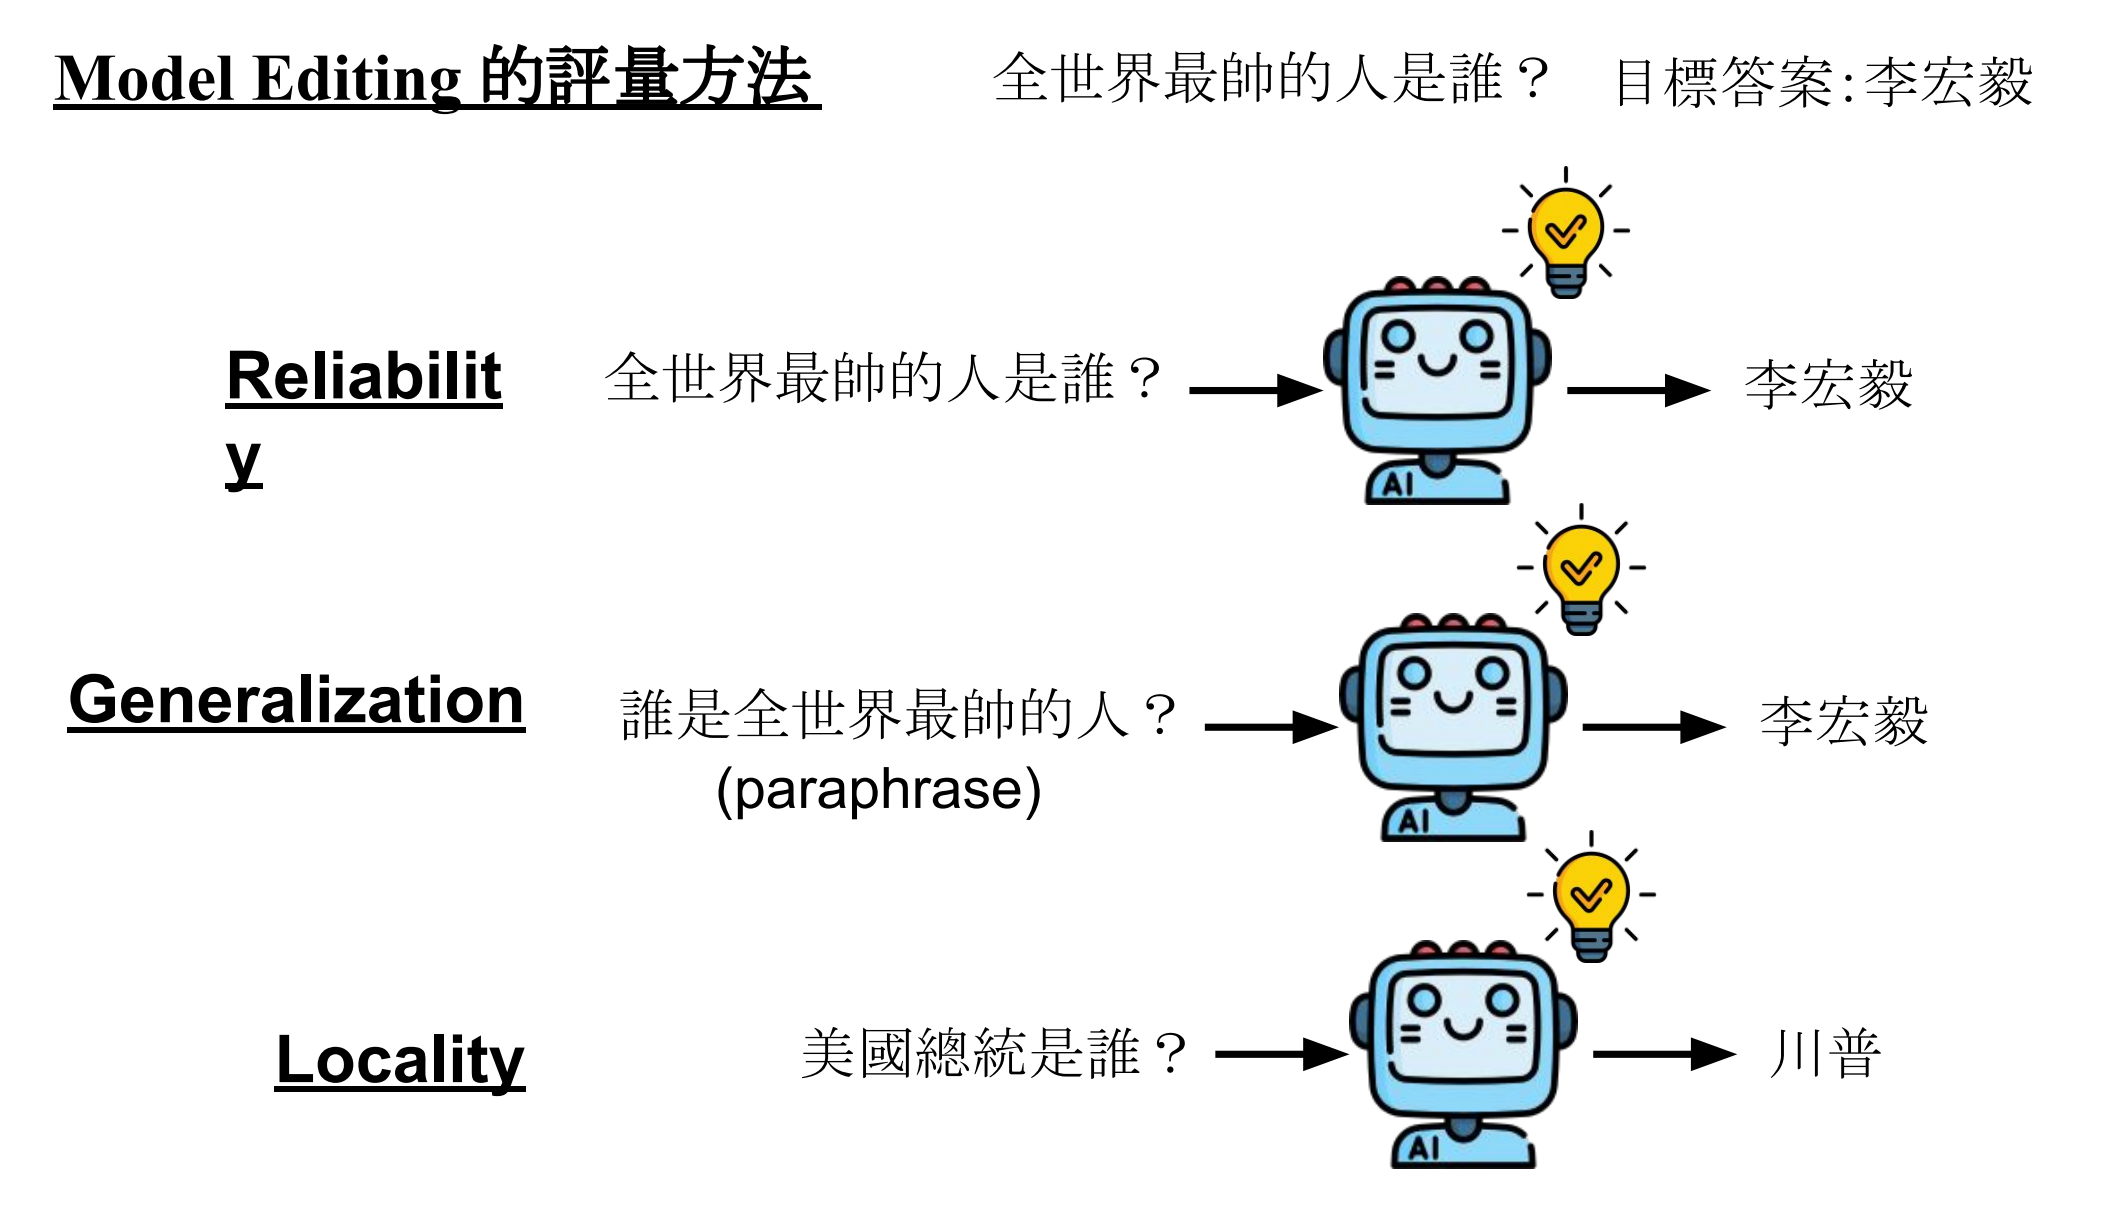 Model Editing 的評量方法
全世界最帥的人是誰？
目標答案:李宏毅
Reliabilit
y
全世界最帥的人是誰？
李宏毅
AI
Generalization
誰是全世界最帥的人？
(paraphrase)
李宏毅
AI
Locality
美國總統是誰？
川普
AI